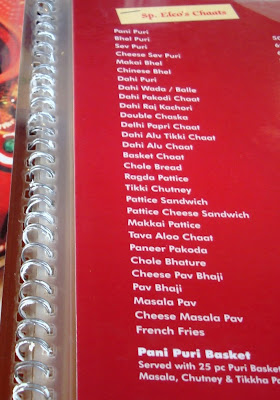 Sp. Elco's Chaats
Pani Puri
Bhel Puri
Sev Puri
Cheese Sev Puri
Makai Bhel
Chinese Bhel
Dahi Puri
Dahi Wada / Balle
Dahi Pakodi Chaat
Dahi Raj Kachori
Dauble Chaska
Delhi Papri Chaat
Dahi Alu Tikki Chaat
Dahi Alu Chaat
Basket Chaat
Chole Bread
Ragda Pattice
Tikki Chutney
Pattice Sandwich
Pattice Cheese Sandwich
Makkai Pattice
Tava Aloo Chaat
Paneer Pakoda
Chole Bhature
Cheese Pav Bhaji
Pav Bhaji
Masala Pav
Cheese Masala Pav
French Fries
Pani Puri Basket
Served with 25 pc Puri Basket
Masala, Chutney & Tikkha